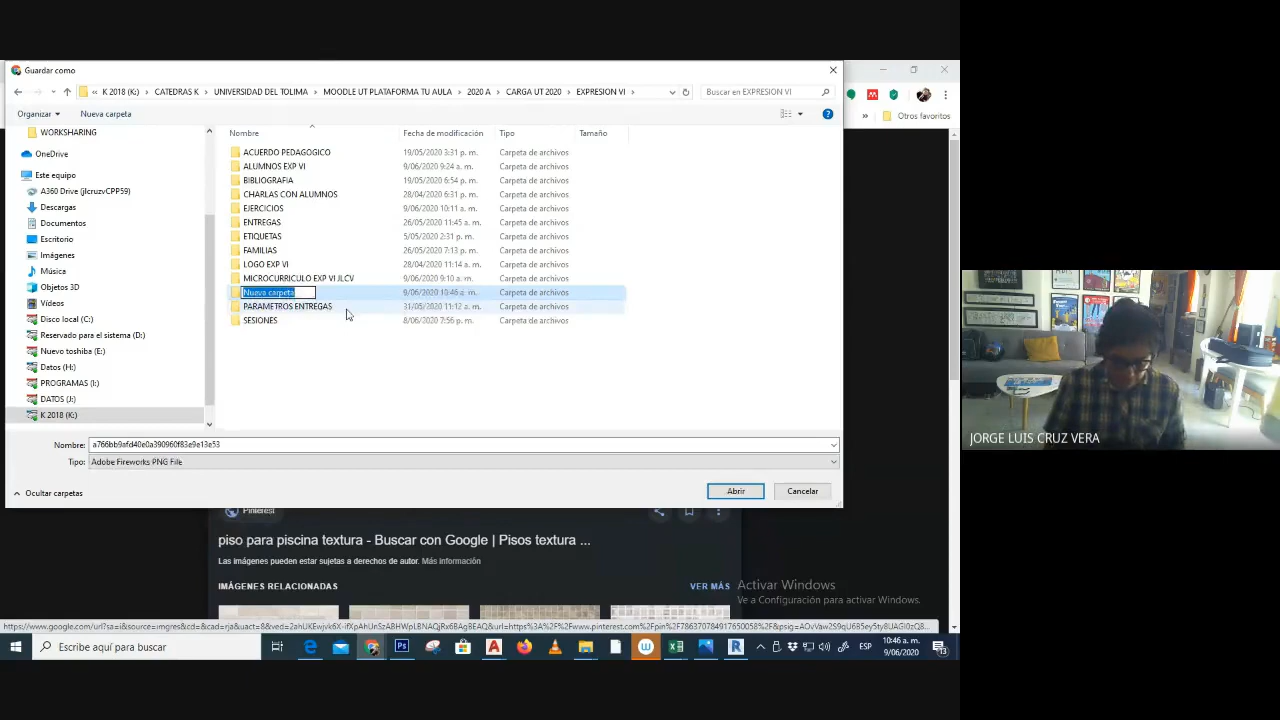 Guardar como
« K 2018 (K:) > CATEDRAS K > UNIVERSIDAD DEL TOLIMA > MOODLE UT PLATAFORMA TU AULA > 2020 A > CARGA UT 2020 > EXPRESION VI >
Buscar en EXPRESION VI
Organizar
Nueva carpeta
Otros favoritos
WORKSHARING
OneDrive
Este equipo
A360 Drive (jlcruzvCPP59)
Descargas
Documentos
Escritorio
Imágenes
Música
Objetos 3D
Vídeos
Disco local (C:)
Reservado para el sistema (D:)
Nuevo toshiba (E:)
Datos (H:)
PROGRAMAS (I:)
DATOS (J:)
K 2018 (K:)
Nombre Fecha de modificación Tipo Tamaño
ACUERDO PEDAGOGICO 19/05/2020 3:31 p. m. Carpeta de archivos
ALUMNOS EXP VI 9/06/2020 9:24 a. m. Carpeta de archivos
BIBLIOGRAFIA 19/05/2020 6:54 p. m. Carpeta de archivos
CHARLAS CON ALUMNOS 28/04/2020 6:31 p. m. Carpeta de archivos
EJERCICIOS 9/06/2020 10:11 a. m. Carpeta de archivos
ENTREGAS 26/05/2020 11:45 a. m. Carpeta de archivos
ETIQUETAS 5/05/2020 2:31 p. m. Carpeta de archivos
FAMILIAS 26/05/2020 7:13 p. m. Carpeta de archivos
LOGO EXP VI 28/04/2020 11:14 a. m. Carpeta de archivos
MICROCURRICULO EXP VI JLCV 9/06/2020 9:10 a. m. Carpeta de archivos
Nueva carpeta 9/06/2020 10:46 a. m. Carpeta de archivos
PARAMETROS ENTREGAS 31/05/2020 11:12 a. m. Carpeta de archivos
SESIONES 8/06/2020 7:56 p. m. Carpeta de archivos
Nombre: a766bb9afd40e0a390960f83e9e13e53
Tipo: Adobe Fireworks PNG File
Ocultar carpetas
Abrir
Cancelar
Pinterest
piso para piscina textura - Buscar con Google | Pisos textura ...
Las imágenes pueden estar sujetas a derechos de autor. Más información
IMÁGENES RELACIONADAS
VER MÁS
Activar Windows
Ve a Configuración para activar Windows.
Escribe aquí para buscar
ESP
10:46 a. m.
9/06/2020
13
JORGE LUIS CRUZ VERA